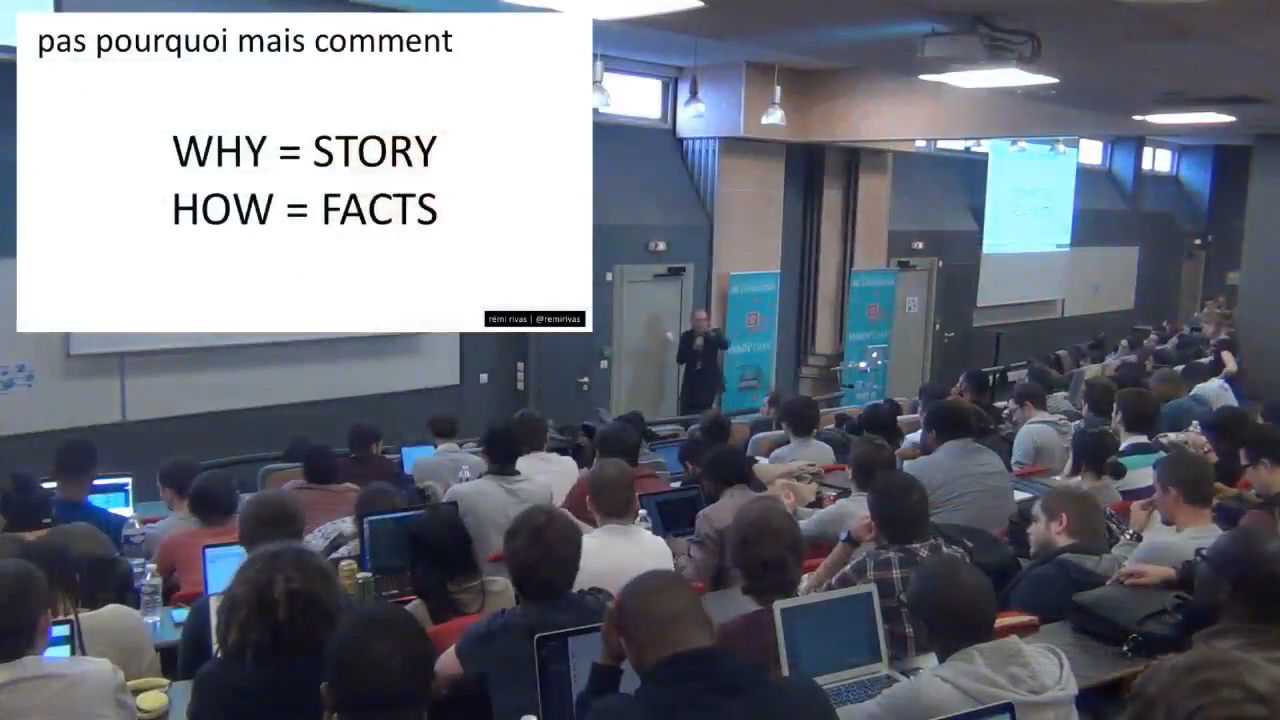 pas pourquoi mais comment
WHY = STORY
HOW = FACTS
rémi rivas | @remirivas